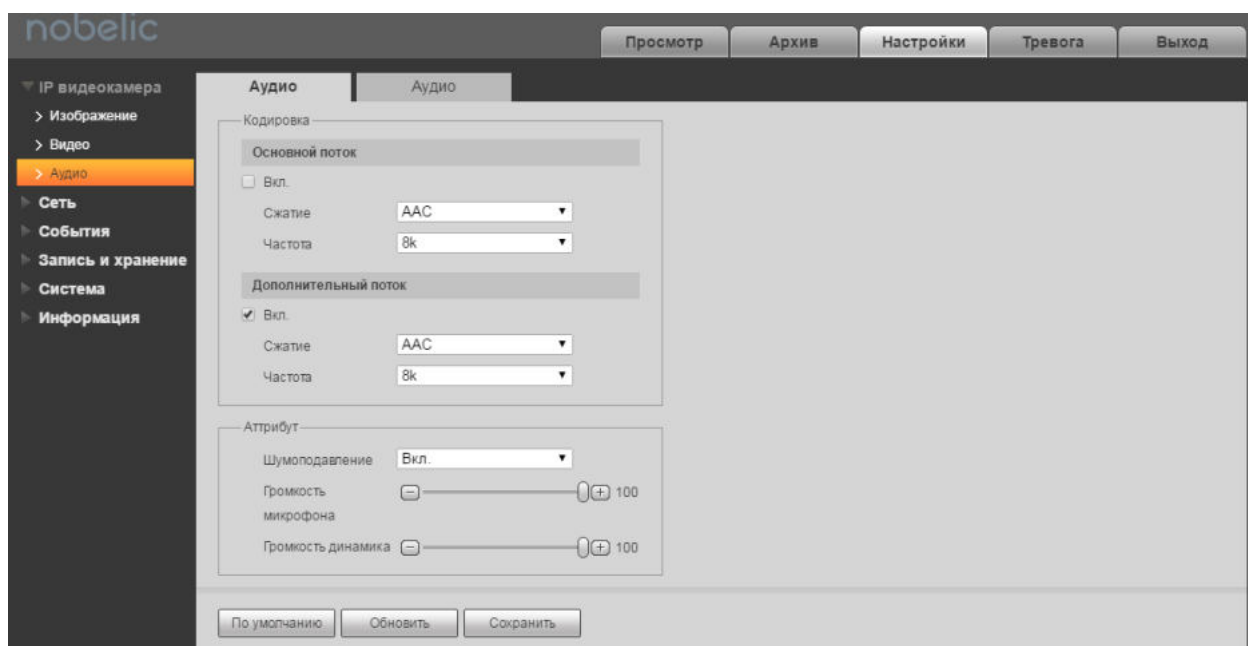 nobelic
Просмотр Архив Настройки Тревога Выход
IP видеокамера
Изображение
Видео
Аудио
Сеть
События
Запись и хранение
Система
Информация
Аудио Аудио
Кодировка
Основной поток
Вкл.
Сжатие AAC
Частота 8k
Дополнительный поток
Вкл.
Сжатие AAC
Частота 8k
Аттрибут
Шумоподавление Вкл.
Громкость
микрофона 100
Громкость динамика 100
По умолчанию Обновить Сохранить